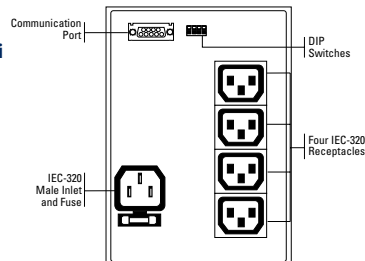 Communication
Port
i
DIP
Switches
Four IEC-320
Receptacles
IEC-320
Male Inlet
and Fuse